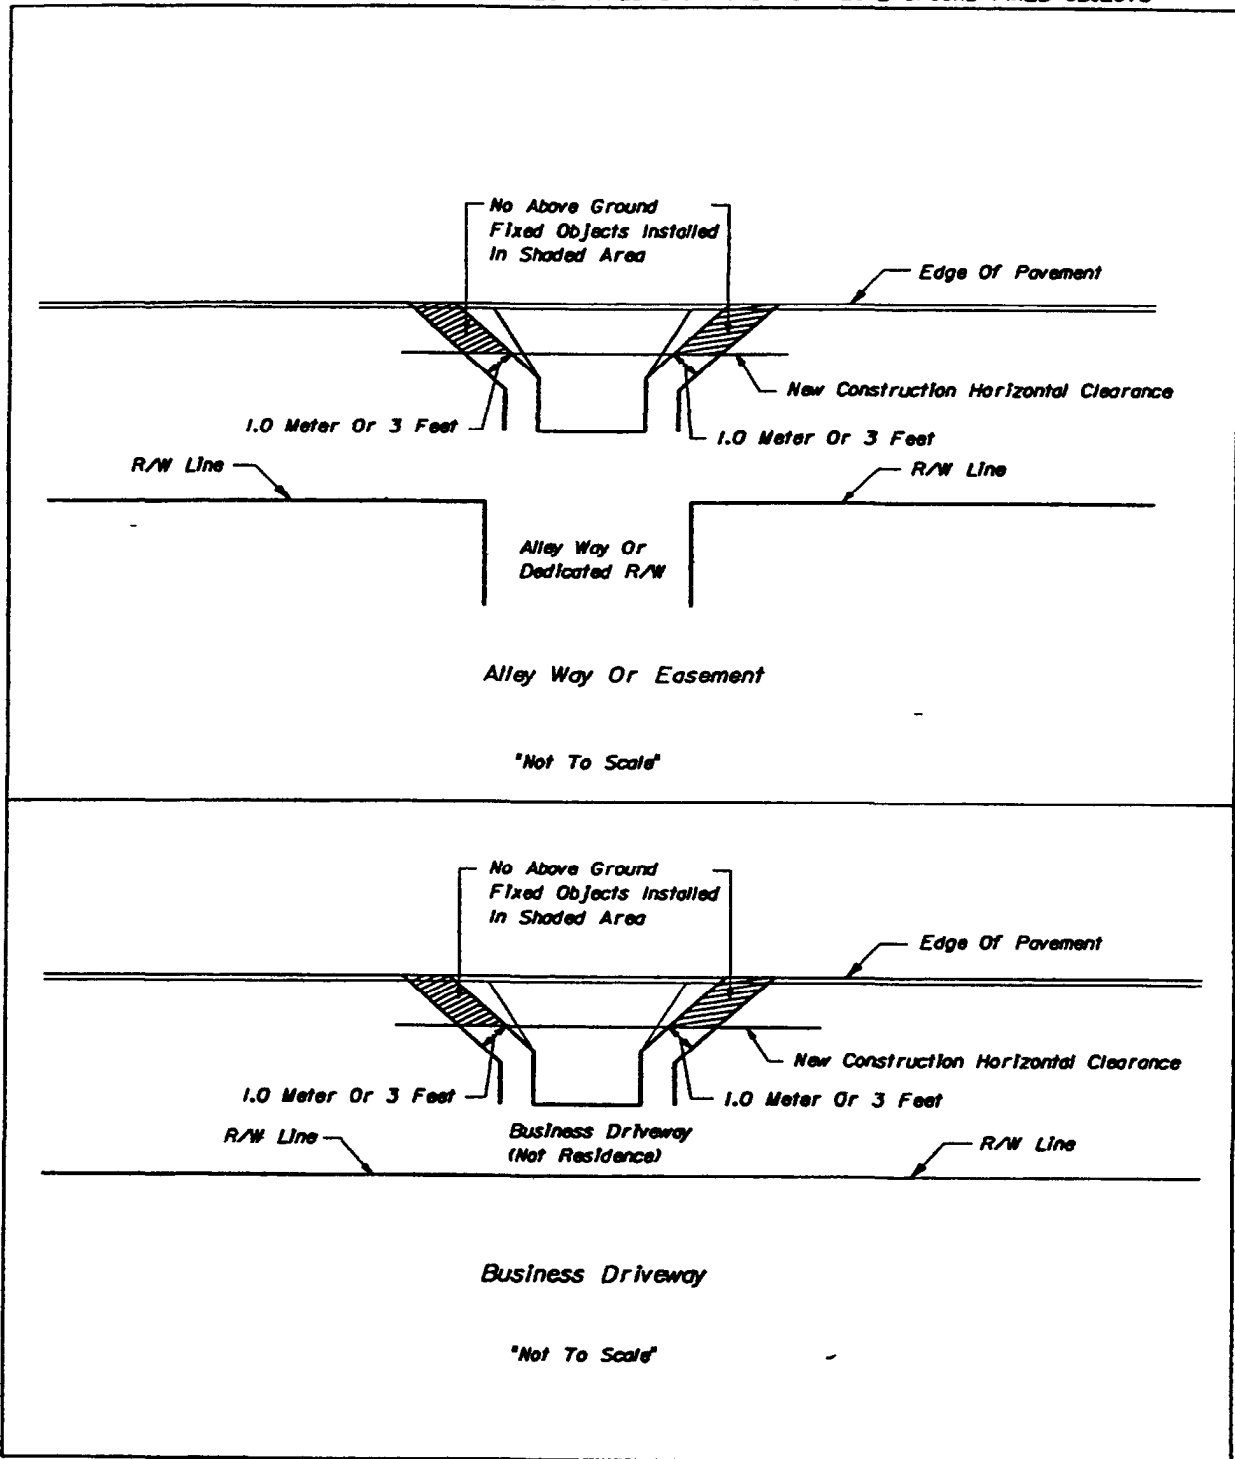 No Above Ground
Fixed Objects Installed
In Shaded Area
Edge Of Pavement
New Construction Horizontal Clearance
1.0 Meter Or 3 Feet
1.0 Meter Or 3 Feet
R/W Line
R/W Line
Alley Way Or
Dedicated R/W
Alley Way Or Easement
"Not To Scale"
No Above Ground
Fixed Objects Installed
In Shaded Area
Edge Of Pavement
New Construction Horizontal Clearance
1.0 Meter Or 3 Feet
1.0 Meter Or 3 Feet
R/W Line
Business Driveway
(Not Residence)
R/W Line
Business Driveway
"Not To Scale"